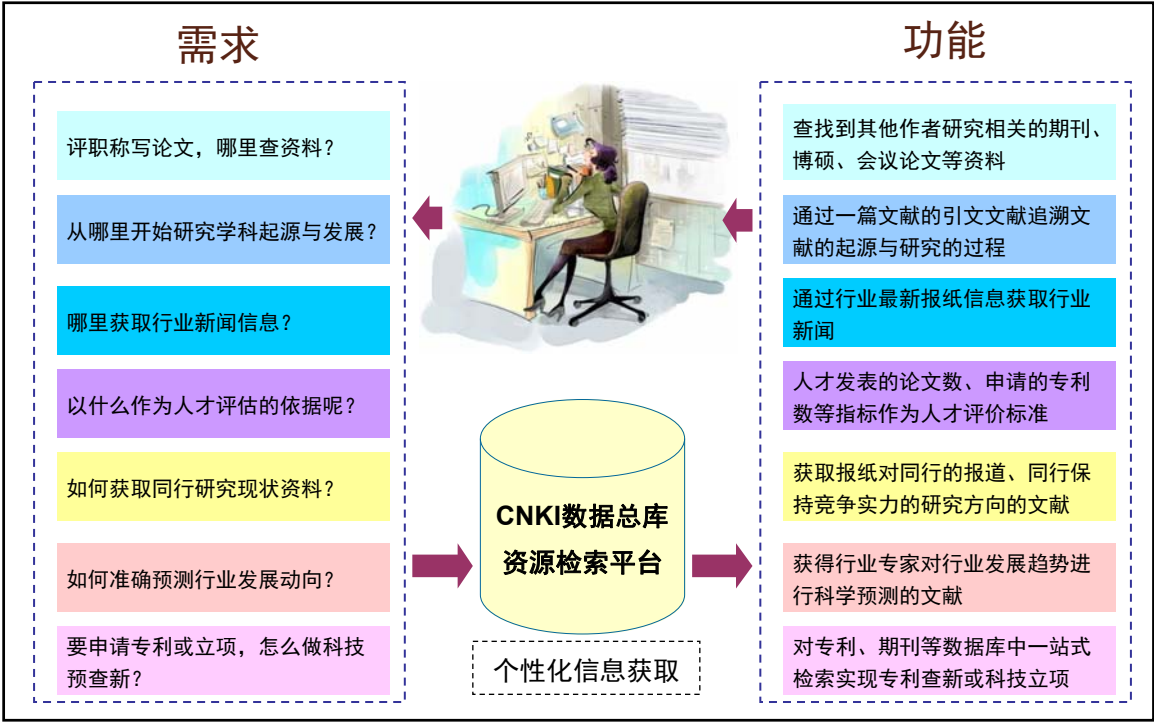 需求
评职称写论文，哪里查资料？
从哪里开始研究学科起源与发展？
哪里获取行业新闻信息？
以什么作为人才评估的依据呢？
如何获取同行研究现状资料？
如何准确预测行业发展动向？
要申请专利或立项，怎么做科技
预查新？
CNKI数据总库
资源检索平台
个性化信息获取
功能
查找到其他作者研究相关的期刊、
博硕、会议论文等资料
通过一篇文献的引文文献追溯文
献的起源与研究的过程
通过行业最新报纸信息获取行业
新闻
人才发表的论文数、申请的专利
数等指标作为人才评价标准
获取报纸对同行的报道、同行保
持竞争实力的研究方向的文献
获得行业专家对行业发展趋势进
行科学预测的文献
对专利、期刊等数据库中一站式
检索实现专利查新或科技立项